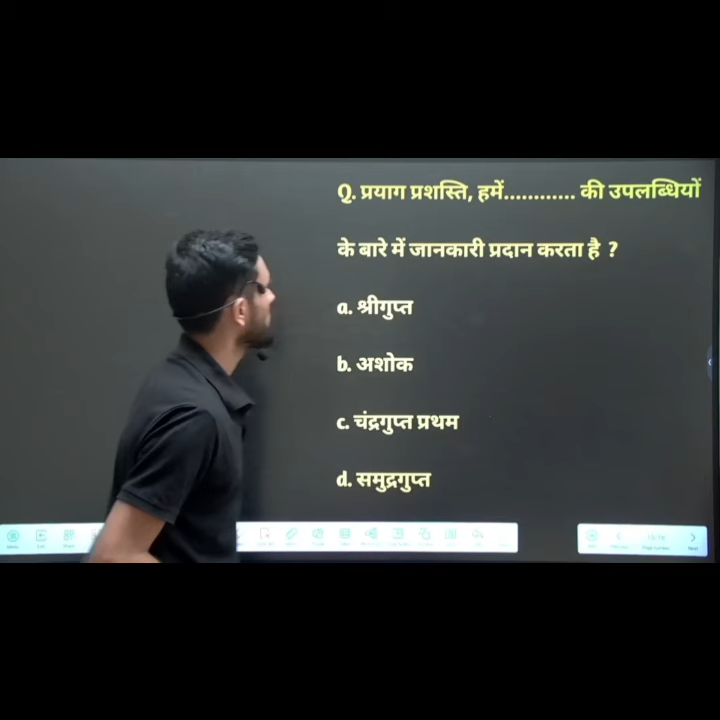 Q. प्रयाग प्रशस्ति, हमें............ की उपलब्धियों
के बारे में जानकारी प्रदान करता है ?
a. श्रीगुप्त
b. अशोक
c. चंद्रगुप्त प्रथम
d. समुद्रगुप्त